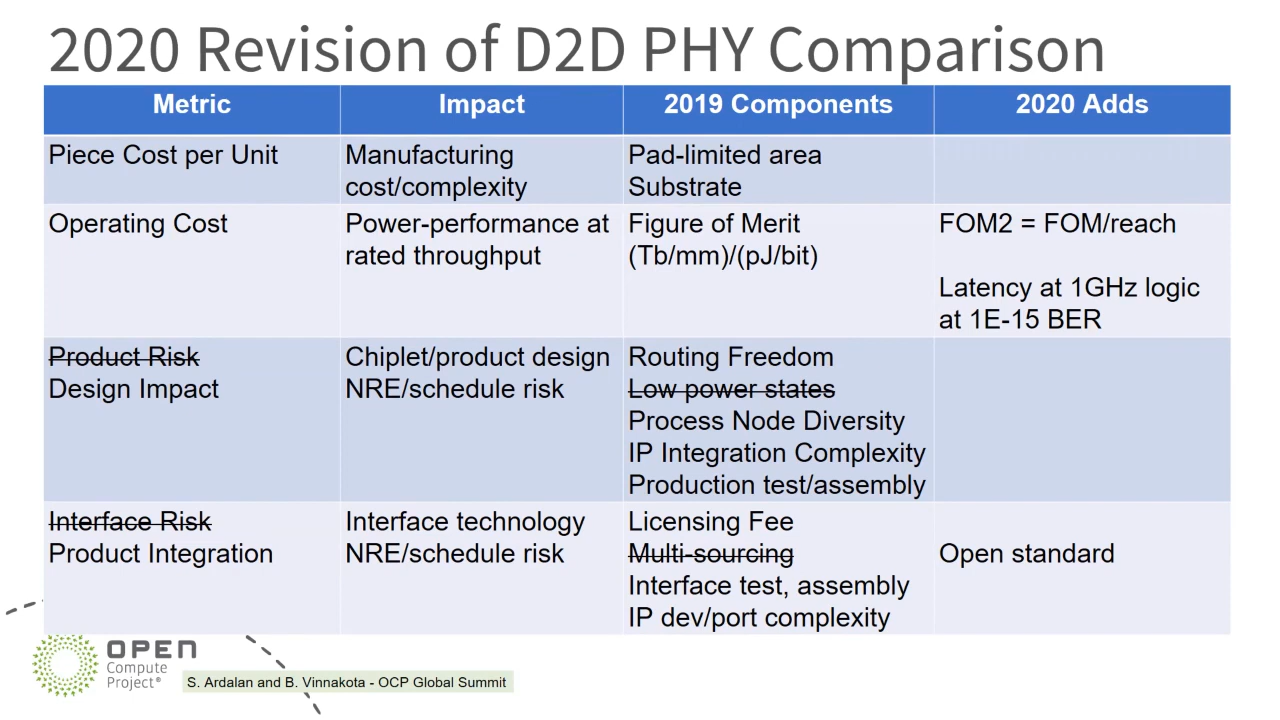 2020 Revision of D2D PHY Comparison
Metric
Impact
2019 Components
2020 Adds
Piece Cost per Unit
Manufacturing
cost/complexity
Pad-limited area
Substrate
Operating Cost
Power-performance at
rated throughput
Figure of Merit
(Tb/mm)/(pJ/bit)
FOM2 = FOM/reach
Latency at 1GHz logic
at 1E-15 BER
Product Risk
Design Impact
Chiplet/product design
NRE/schedule risk
Routing Freedom
Low power states
Process Node Diversity
IP Integration Complexity
Production test/assembly
Interface Risk
Product Integration
Interface technology
NRE/schedule risk
Licensing Fee
Multi-sourcing
Interface test, assembly
IP dev/port complexity
Open standard
OPEN
Compute
Project®
S. Ardalan and B. Vinnakota - OCP Global Summit